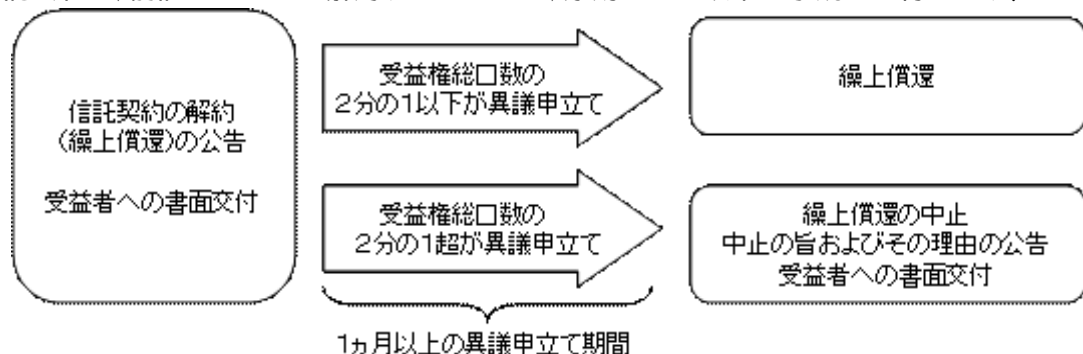 信託契約の解約
(繰上償還)の公告
受益者への書面交付
受益権総口数の
2分の1以下が異議申立て
繰上償還
受益権総口数の
2分の1超が異議申立て
繰上償還の中止
中止の旨およびその理由の公告
受益者への書面交付
1ヵ月以上の異議申立て期間